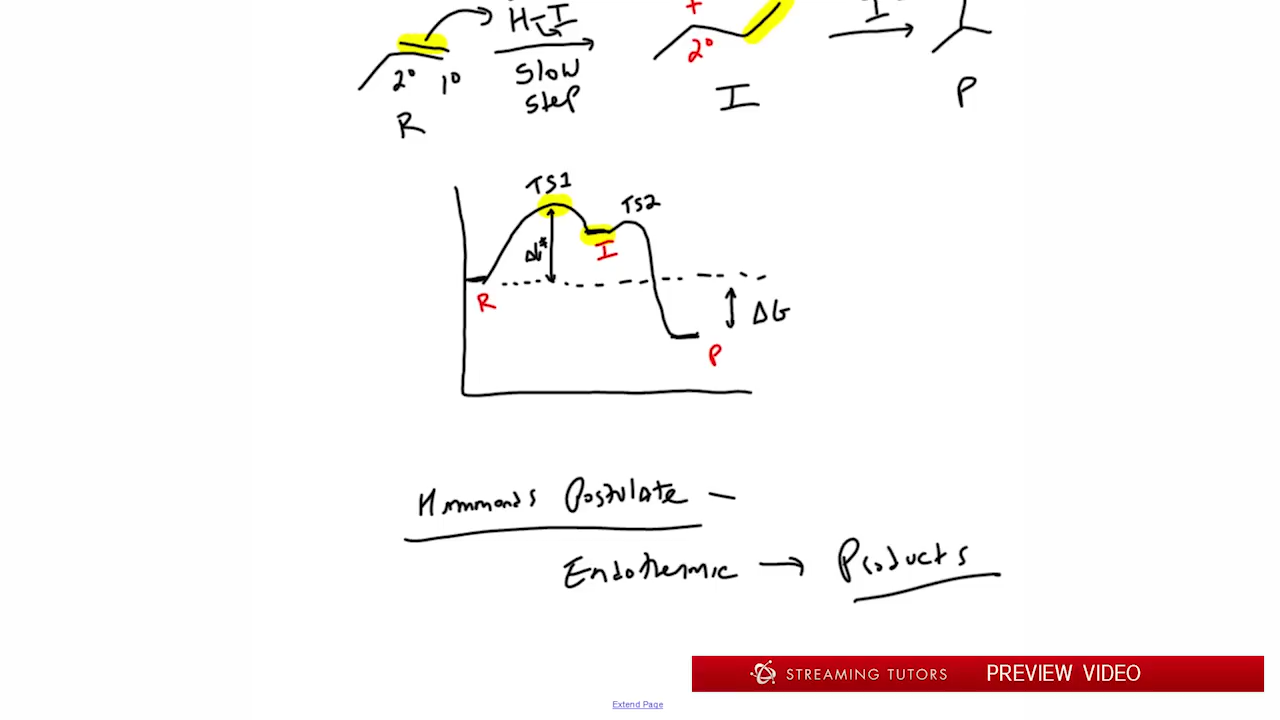 H-I
+
I
2° 1°
Slow
step
2°
R
I
P
TS1
TS2
ΔG*
I
R
ΔG
P
Hammonds Postulate —
Endothermic → Products
STREAMING TUTORS PREVIEW VIDEO
Extend Page